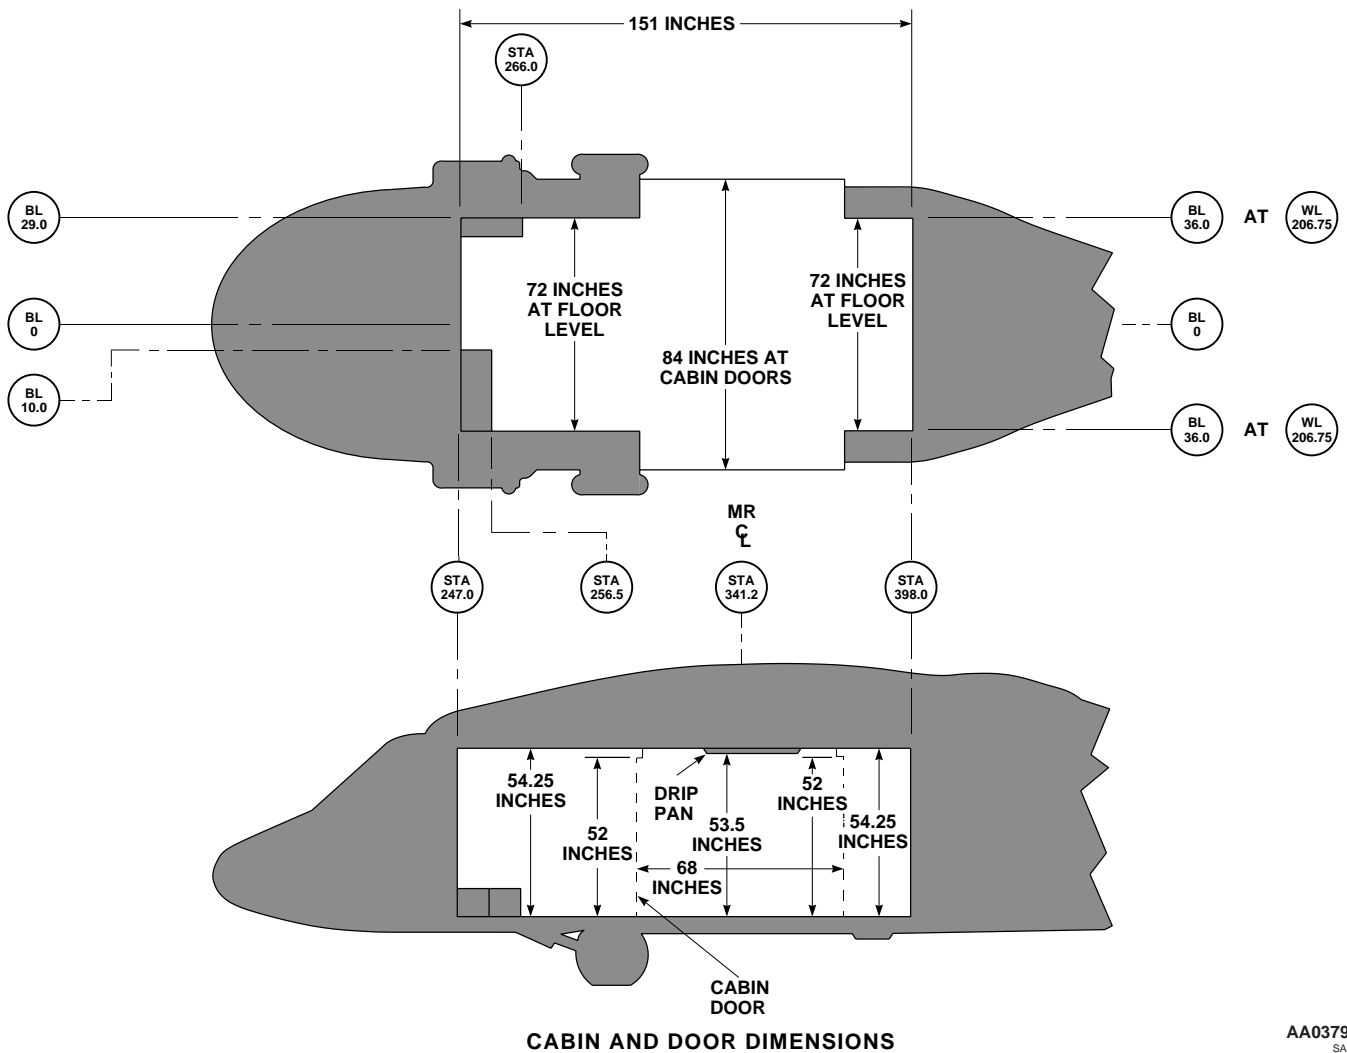 151 INCHES
STA
266.0
BL
29.0
BL
36.0
AT
WL
206.75
72 INCHES
AT FLOOR
LEVEL
72 INCHES
AT FLOOR
LEVEL
BL
0
BL
0
84 INCHES AT
CABIN DOORS
BL
10.0
BL
36.0
AT
WL
206.75
MR
CL
STA
247.0
STA
256.5
STA
341.2
STA
398.0
54.25
INCHES
52
INCHES
DRIP
PAN
53.5
INCHES
52
INCHES
54.25
INCHES
68
INCHES
CABIN
DOOR
CABIN AND DOOR DIMENSIONS
AA0379
SA